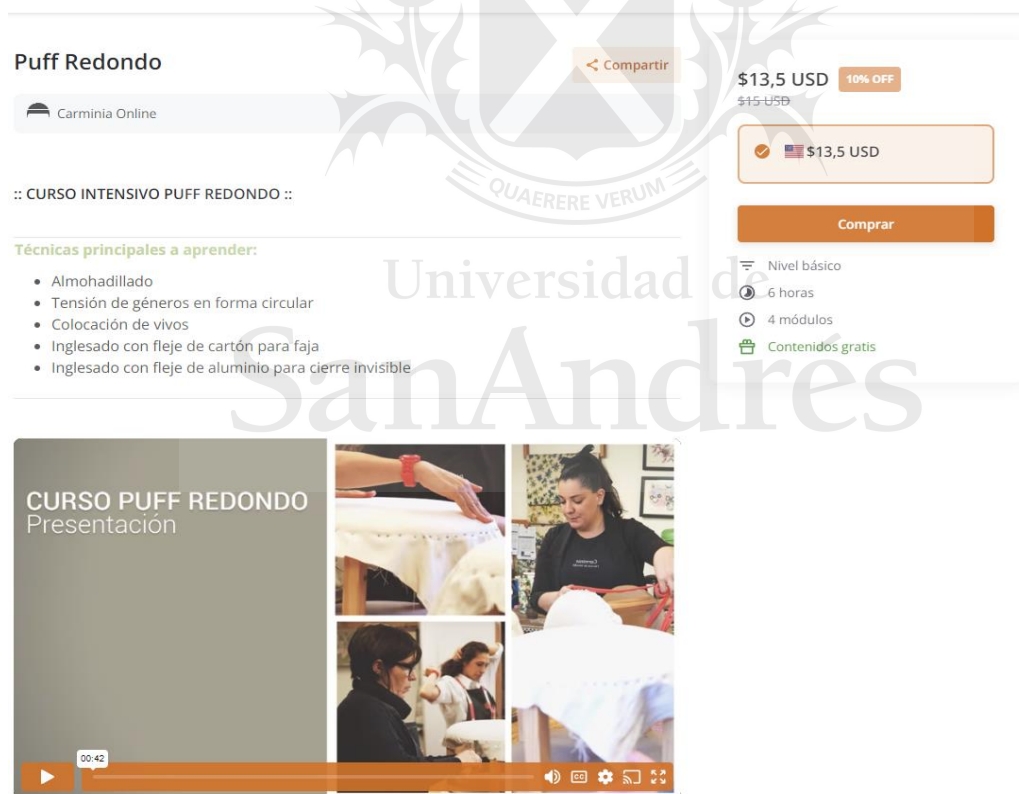 Puff Redondo
Compartir
Carminia Online
:: CURSO INTENSIVO PUFF REDONDO ::
Técnicas principales a aprender:
Almohadillado
Tensión de géneros en forma circular
Colocación de vivos
Inglesado con fleje de cartón para faja
Inglesado con fleje de aluminio para cierre invisible
CURSO PUFF REDONDO
Presentación
00:42
CC
$13,5 USD 10% OFF
$15 USD
$13,5 USD
Comprar
Nivel básico
6 horas
4 módulos
Contenidos gratis
QUAERERE VERUM
Universidad de
SanAndrés